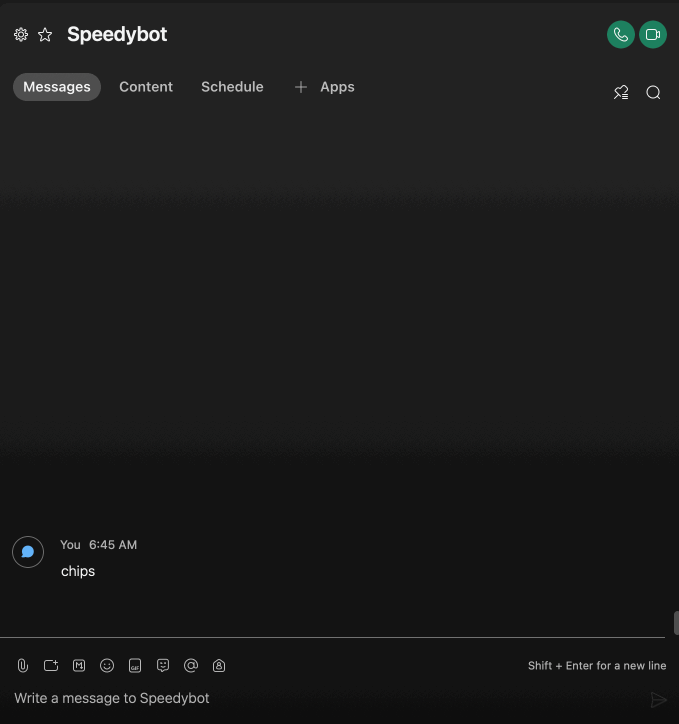 Speedybot
Messages Content Schedule + Apps
You 6:45 AM
chips
M GIF @
Shift + Enter for a new line
Write a message to Speedybot